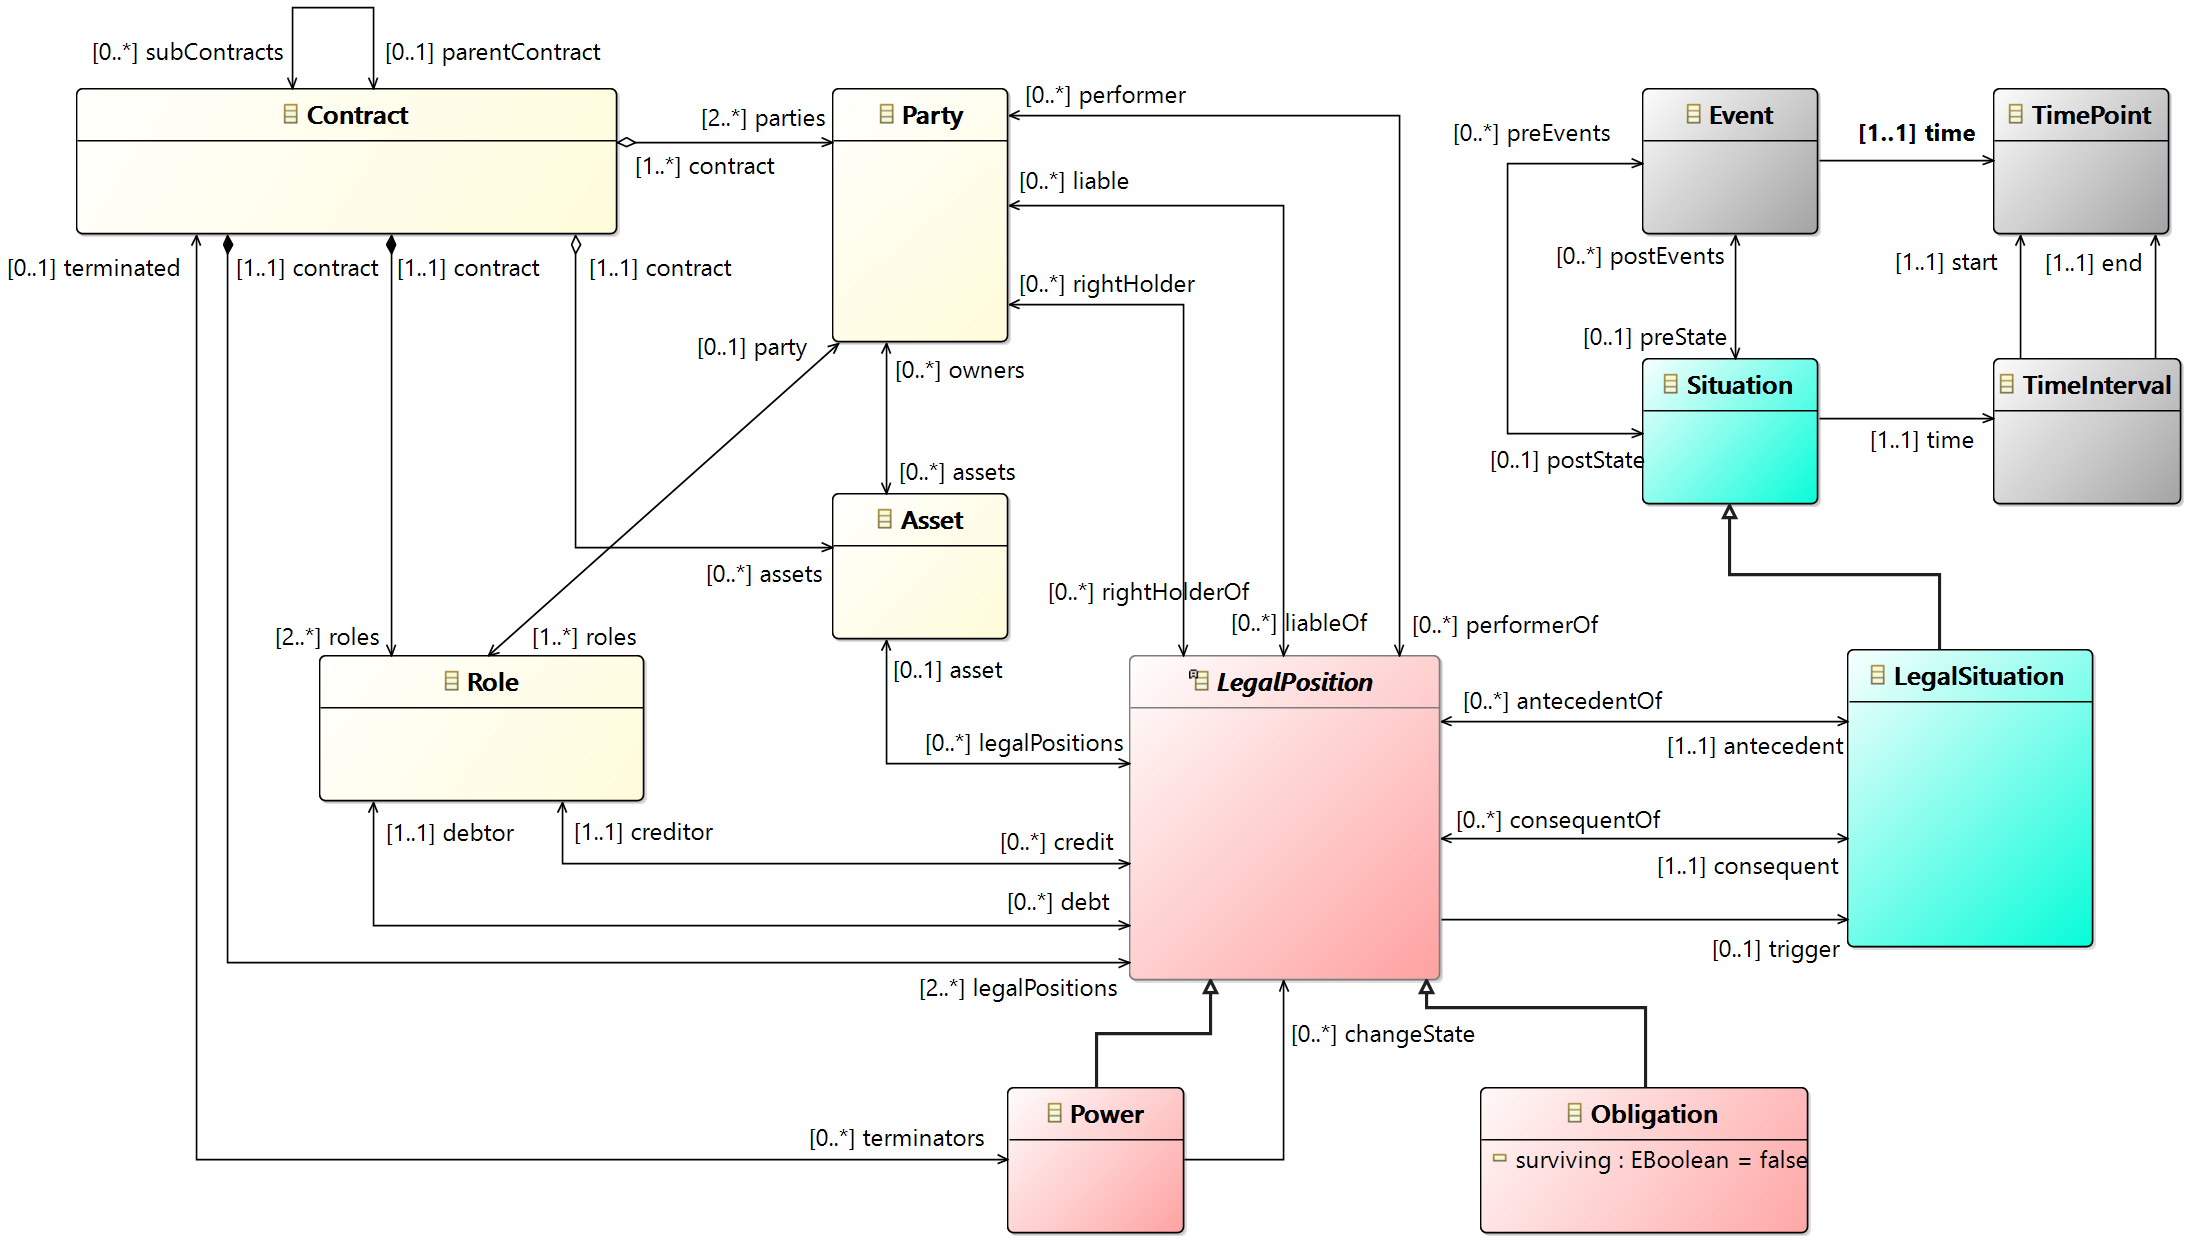 [0..*] subContracts
[0..1] parentContract
Contract
[2..*] parties
[1..*] contract
Party
[0..*] performer
[0..*] liable
[0..*] rightHolder
[0..*] preEvents
Event
[1..1] time
TimePoint
[0..1] terminated
[1..1] contract
[1..1] contract
[1..1] contract
[0..1] party
[0..*] owners
[0..*] postEvents
[0..1] preState
[1..1] start
[1..1] end
Situation
TimeInterval
[1..1] time
[0..1] postState
[0..*] assets
Asset
[0..*] assets
[0..*] rightHolderOf
[0..*] liableOf
[0..*] performerOf
[2..*] roles
[1..*] roles
Role
[0..1] asset
LegalPosition
LegalSituation
[0..*] antecedentOf
[1..1] antecedent
[0..*] legalPositions
[0..*] consequentOf
[1..1] consequent
[1..1] debtor
[1..1] creditor
[0..*] credit
[0..*] debt
[0..1] trigger
[2..*] legalPositions
[0..*] changeState
Power
[0..*] terminators
Obligation
surviving : EBoolean = false